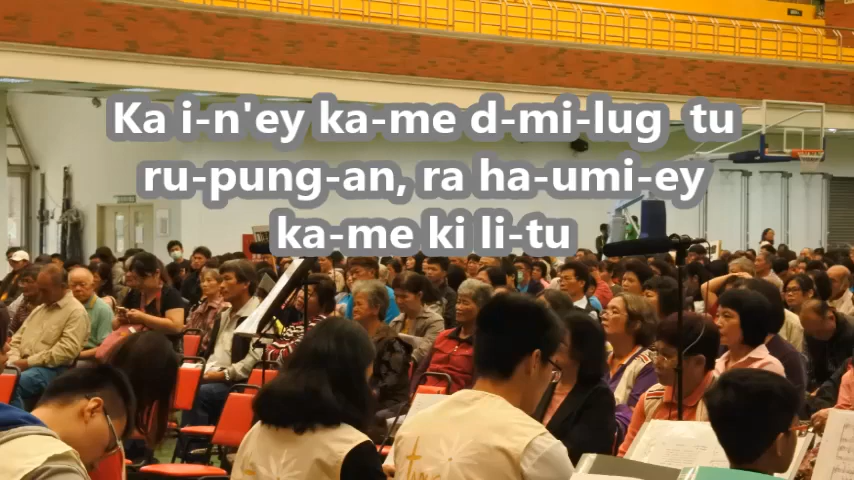 Ka i-n'ey ka-me d-mi-lug tu
ru-pung-an, ra ha-umi-ey
ka-me ki li-tu